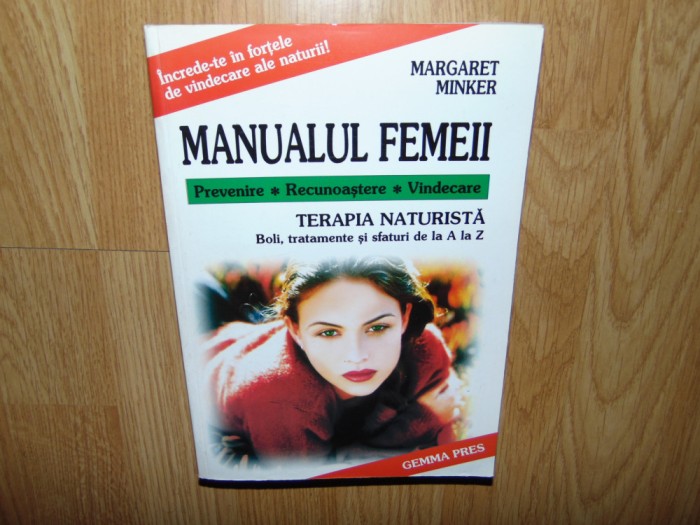 Încrede-te în forțele
de vindecare ale naturii!
MARGARET
MINKER
MANUALUL FEMEII
Prevenire * Recunoaștere * Vindecare
TERAPIA NATURISTĂ
Boli, tratamente și sfaturi de la A la Z
GEMMA PRES